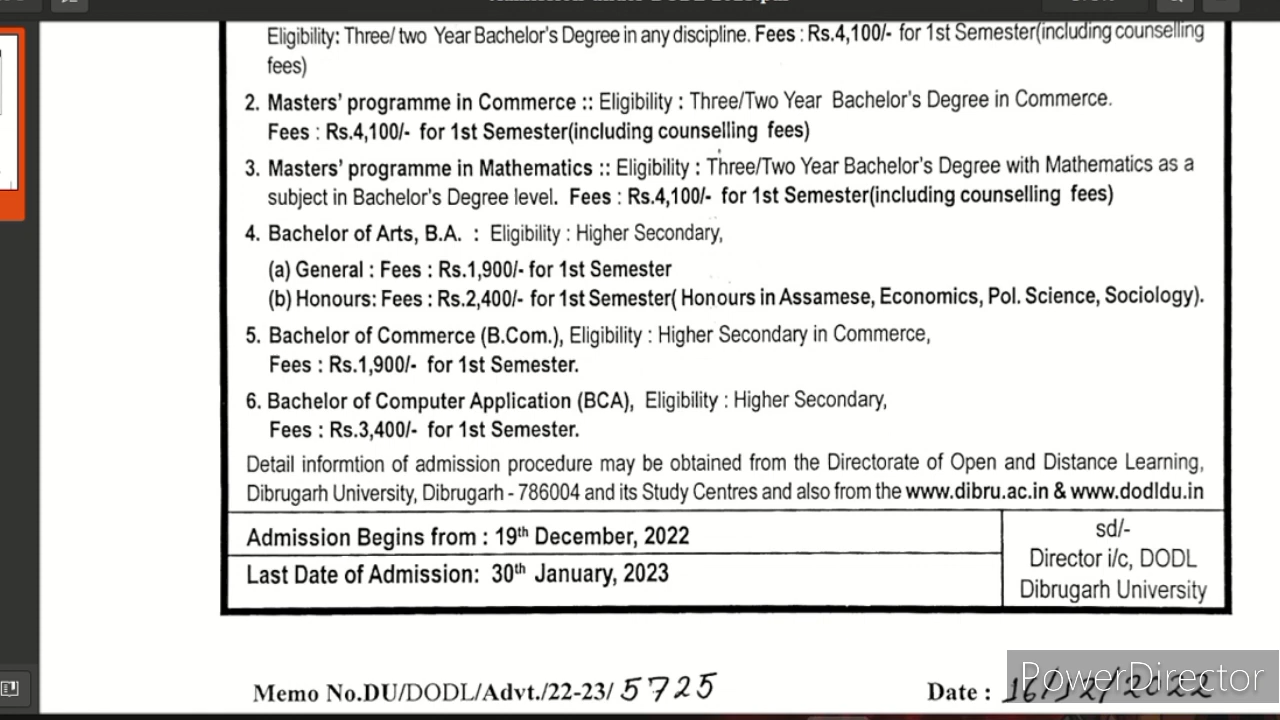 Eligibility: Three/ two Year Bachelor's Degree in any discipline. Fees : Rs.4,100/- for 1st Semester(including counselling
fees)
2. Masters' programme in Commerce :: Eligibility : Three/Two Year Bachelor's Degree in Commerce.
Fees : Rs.4,100/- for 1st Semester(including counselling fees)
3. Masters' programme in Mathematics :: Eligibility : Three/Two Year Bachelor's Degree with Mathematics as a
subject in Bachelor's Degree level. Fees : Rs.4,100/- for 1st Semester(including counselling fees)
4. Bachelor of Arts, B.A. : Eligibility : Higher Secondary,
(a) General : Fees : Rs.1,900/- for 1st Semester
(b) Honours: Fees : Rs.2,400/- for 1st Semester( Honours in Assamese, Economics, Pol. Science, Sociology).
5. Bachelor of Commerce (B.Com.), Eligibility : Higher Secondary in Commerce,
Fees : Rs.1,900/- for 1st Semester.
6. Bachelor of Computer Application (BCA), Eligibility : Higher Secondary,
Fees : Rs.3,400/- for 1st Semester.
Detail informtion of admission procedure may be obtained from the Directorate of Open and Distance Learning,
Dibrugarh University, Dibrugarh - 786004 and its Study Centres and also from the www.dibru.ac.in & www.dodldu.in
Admission Begins from : 19th December, 2022
Last Date of Admission: 30th January, 2023
sd/-
Director i/c, DODL
Dibrugarh University
Memo No.DU/DODL/Advt./22-23/ 5725
Date : 16/12/2022
PowerDirector